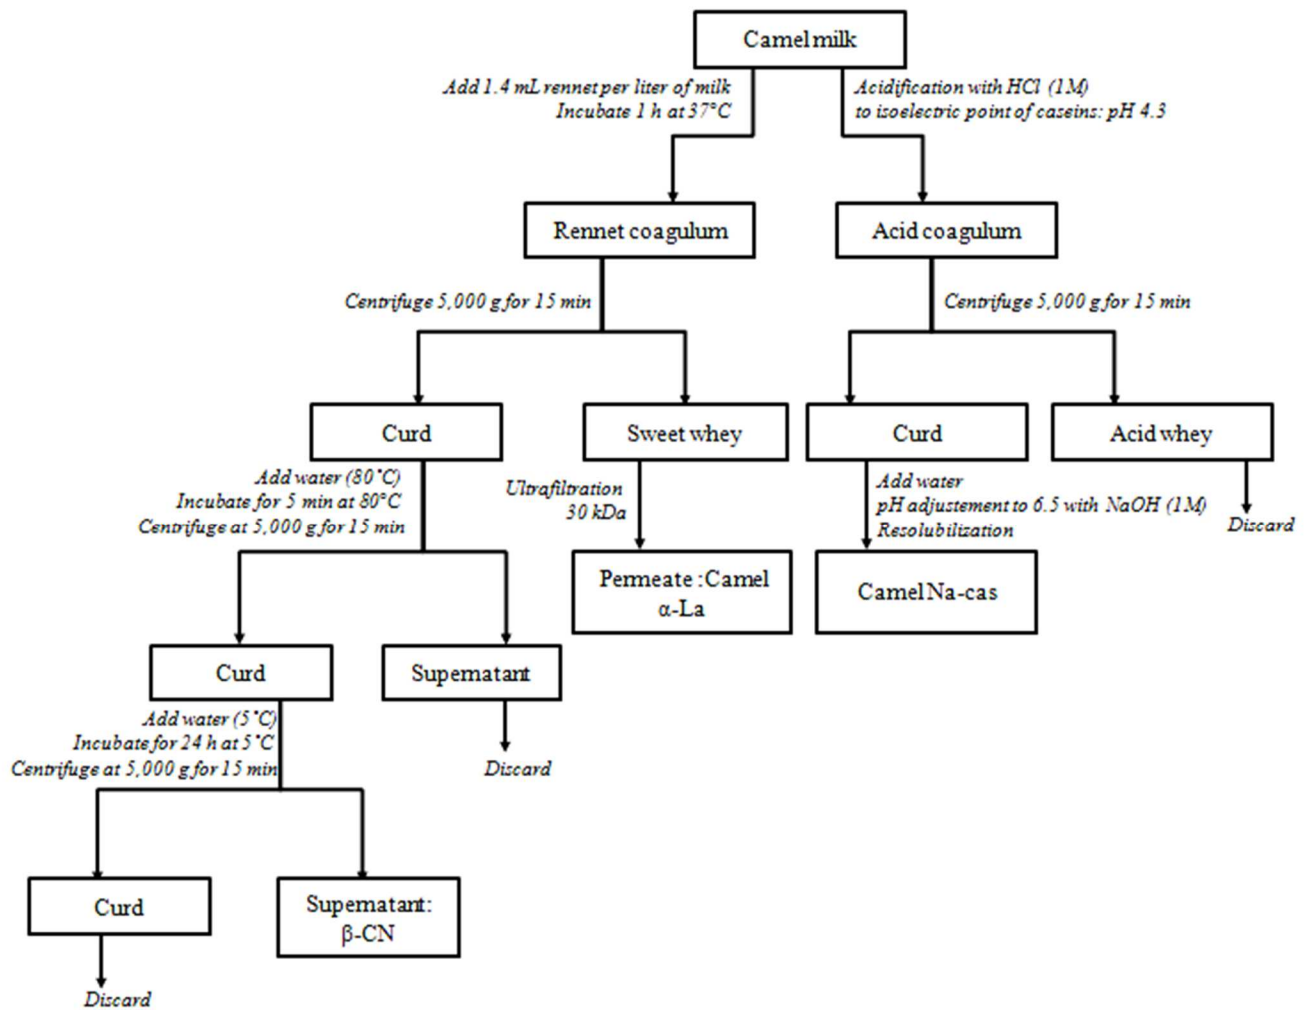 Camel milk
Add 1.4 mL rennet per liter of milk
Incubate 1 h at 37°C
Acidification with HCl (1M)
to isoelectric point of caseins: pH 4.3
Rennet coagulum
Acid coagulum
Centrifuge 5,000 g for 15 min
Centrifuge 5,000 g for 15 min
Curd
Sweet whey
Curd
Acid whey
Add water (80°C)
Incubate for 5 min at 80°C
Centrifuge at 5,000 g for 15 min
Ultrafiltration
30 kDa
Add water
pH adjustement to 6.5 with NaOH (1M)
Resolubilization
Discard
Permeate : Camel
α-La
Camel Na-cas
Curd
Supernatant
Add water (5°C)
Incubate for 24 h at 5°C
Centrifuge at 5,000 g for 15 min
Discard
Curd
Supernatant:
β-CN
Discard